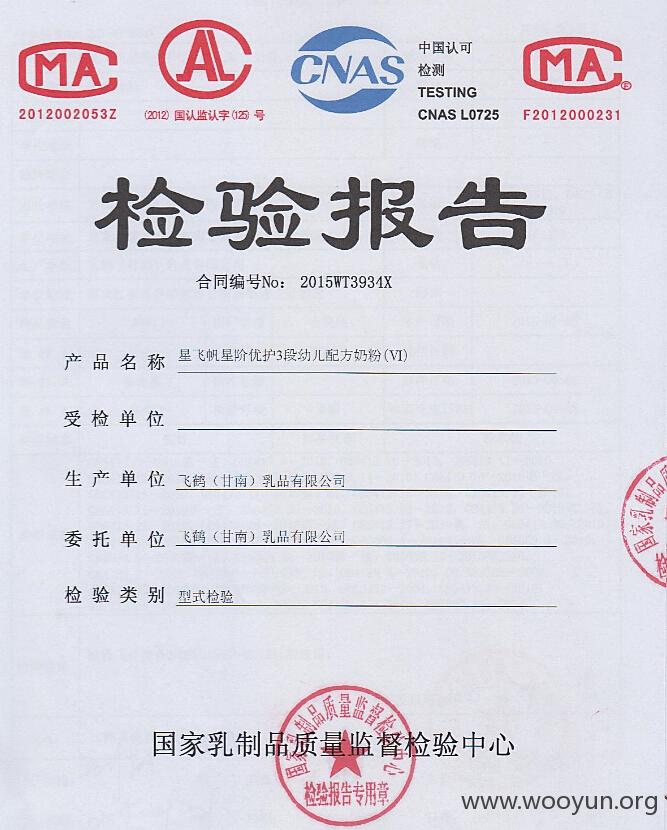 MA
2012002053Z
AL
(2012) 国认监认字(125) 号
CNAS
中国认可
检测
TESTING
CNAS L0725
MA
F2012000231
检验报告
合同编号No: 2015WT3934X
产品名称 星飞帆星阶优护3段幼儿配方奶粉(VI)
受检单位
生产单位 飞鹤（甘南）乳品有限公司
委托单位 飞鹤（甘南）乳品有限公司
检验类别 型式检验
国家乳制品质
检验
国家乳制品质量监督检验中心
国家乳制品质量监督检验中心
检验报告专用章
www.wooyun.org